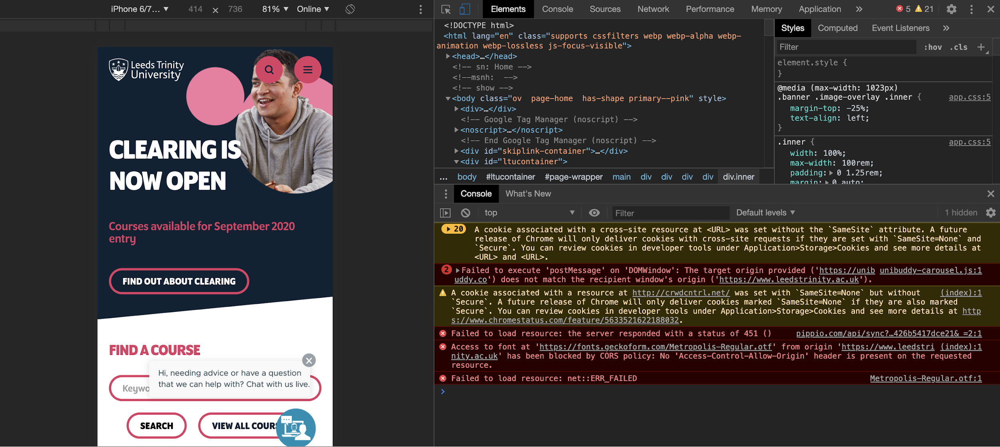 iPhone 6/7… ▼ 414 × 736 81% ▼ Online ▼
Leeds Trinity
University
CLEARING IS
NOW OPEN
Courses available for September 2020
entry
FIND OUT ABOUT CLEARING
FIND A COURSE
Hi, needing advice or have a question
that we can help with? Chat with us live.
Keywo
SEARCH VIEW ALL COUR
Elements Console Sources Network Performance Memory Application » 5 21
<!DOCTYPE html>
<html lang="en" class="supports cssfilters webp webp-alpha webp-
animation webp-lossless js-focus-visible">
▶<head>…</head>
<!-- sn: Home -->
<!--msnh:  -->
<!-- show -->
▼<body class="ov  page-home  has-shape primary--pink" style>
▶<div>…</div>
<!-- Google Tag Manager (noscript) -->
▶<noscript>…</noscript>
<!-- End Google Tag Manager (noscript) -->
▶<div id="skiplink-container">…</div>
▼<div id="ltucontainer">
… body #ltucontainer #page-wrapper main div div div div div.inner
Styles Computed Event Listeners »
Filter :hov .cls +
element.style {
}
@media (max-width: 1023px)
.banner .image-overlay .inner { app.css:5
margin-top: -25%;
text-align: left;
}
.inner { app.css:5
width: 100%;
max-width: 100rem;
padding:▶ 0 1.25rem;
margin:▶ 0 auto;
Console What's New
top ▼ Filter Default levels ▼ 1 hidden
▶ 20 A cookie associated with a cross-site resource at <URL> was set without the `SameSite` attribute. A future
release of Chrome will only deliver cookies with cross-site requests if they are set with `SameSite=None` and
`Secure`. You can review cookies in developer tools under Application>Storage>Cookies and see more details at
<URL> and <URL>.
2 ▶Failed to execute 'postMessage' on 'DOMWindow': The target origin provided ('https://unib unibuddy-carousel.js:1
uddy.co') does not match the recipient window's origin ('https://www.leedstrinity.ac.uk').
A cookie associated with a resource at http://crwdcntrl.net/ was set with `SameSite=None` but without (index):1
`Secure`. A future release of Chrome will only deliver cookies marked `SameSite=None` if they are also marked
`Secure`. You can review cookies in developer tools under Application>Storage>Cookies and see more details at http
s://www.chromestatus.com/feature/5633521622188032.
Failed to load resource: the server responded with a status of 451 () pippio.com/api/sync?…426b5417dce21&_=2:1
Access to font at 'https://fonts.geckoform.com/Metropolis-Regular.otf' from origin 'https://www.leedstri (index):1
nity.ac.uk' has been blocked by CORS policy: No 'Access-Control-Allow-Origin' header is present on the requested
resource.
Failed to load resource: net::ERR_FAILED Metropolis-Regular.otf:1
>